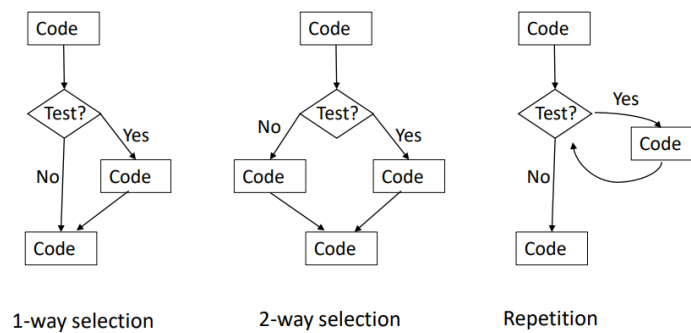 Code
Test?
No
Yes
Code
Code
1-way selection
Code
Test?
No
Yes
Code
Code
Code
2-way selection
Code
Test?
Yes
Code
No
Code
Repetition